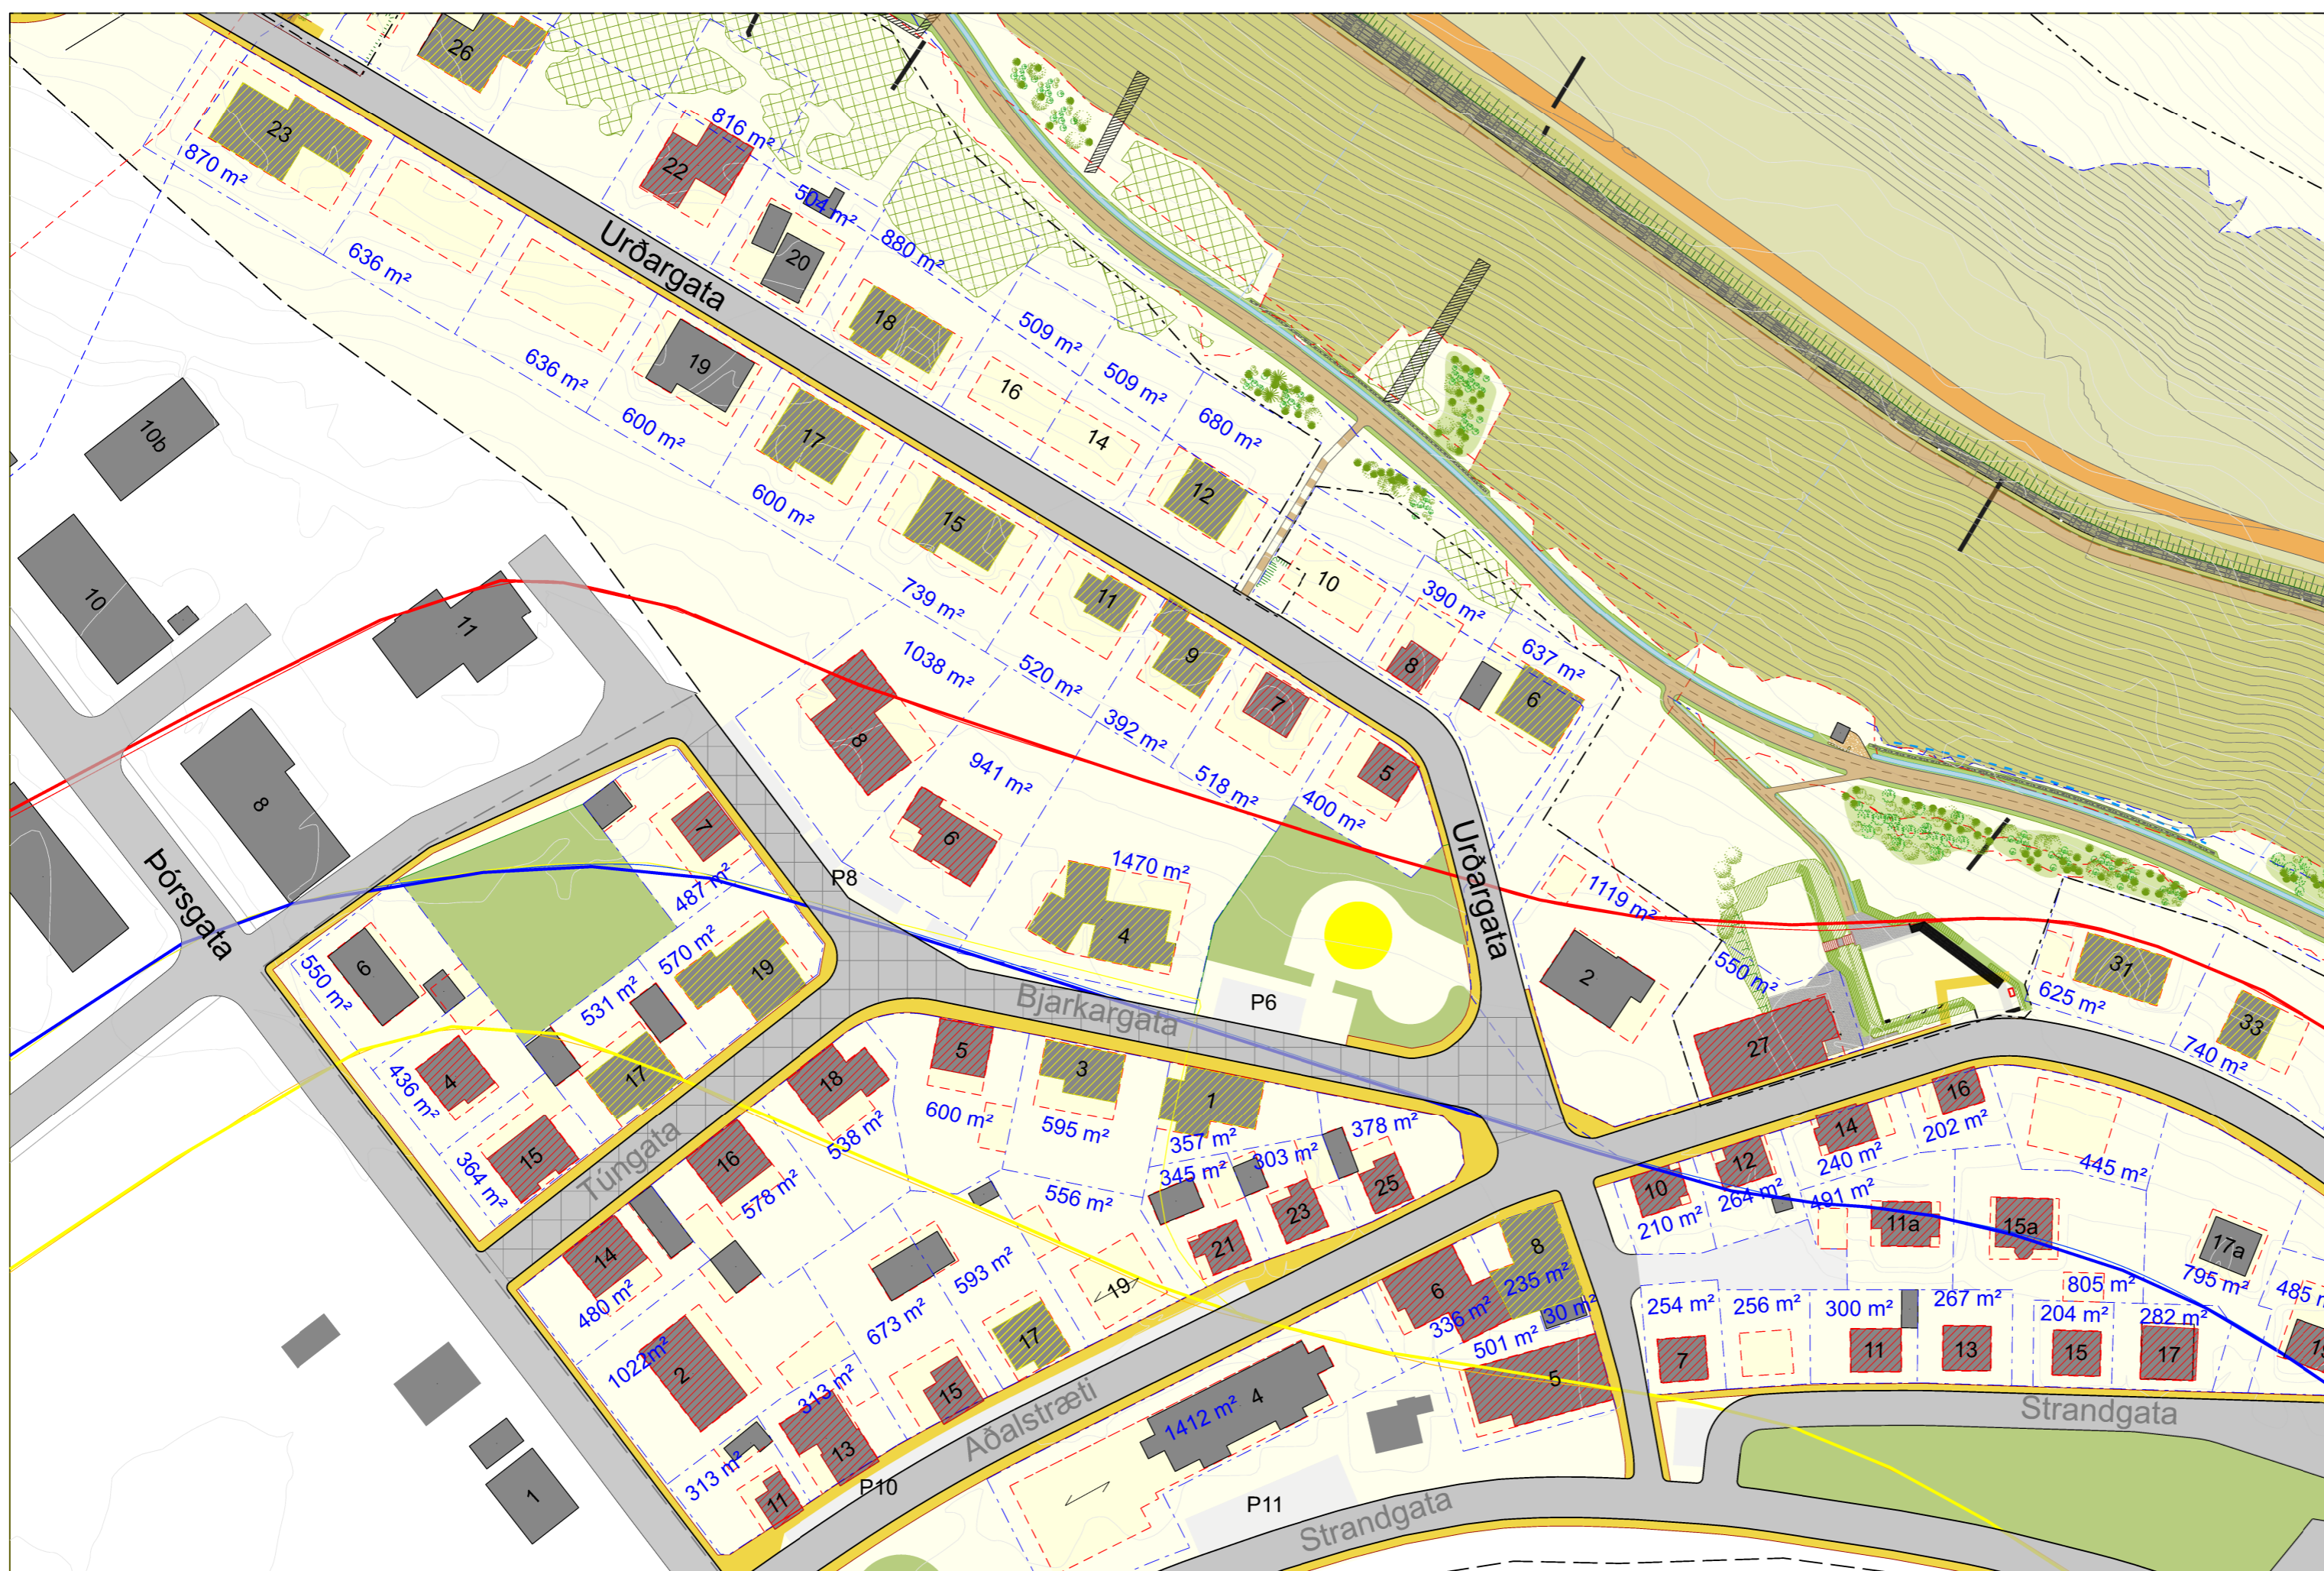 26
23
870 m²
816 m²
22
504 m²
20
880 m²
Urðargata
636 m²
636 m²
19
600 m²
18
509 m²
16
509 m²
14
680 m²
12
17
600 m²
15
739 m²
10b
10
11
8
Þórsgata
11
520 m²
9
392 m²
7
518 m²
5
400 m²
10
390 m²
8
637 m²
6
1038 m²
8
941 m²
6
1470 m²
4
P8
P6
Urðargata
Bjarkargata
1119 m²
2
550 m²
27
31
625 m²
33
740 m²
7
487 m²
570 m²
19
531 m²
17
550 m²
6
436 m²
4
364 m²
15
Túngata
18
538 m²
5
600 m²
3
595 m²
1
357 m²
378 m²
345 m²
303 m²
556 m²
25
23
21
19
16
578 m²
14
480 m²
593 m²
673 m²
17
15
1022m²
2
313 m²
13
313 m²
11
P10
Aðalstræti
1
16
202 m²
14
240 m²
12
264 m²
10
210 m²
491 m²
445 m²
11a
15a
17a
805 m²
795 m²
485
8
235 m²
6
336 m²
30 m²
501 m²
5
4
1412 m²
P11
Strandgata
254 m²
256 m²
300 m²
267 m²
204 m²
282 m²
7
11
13
15
17
Strandgata